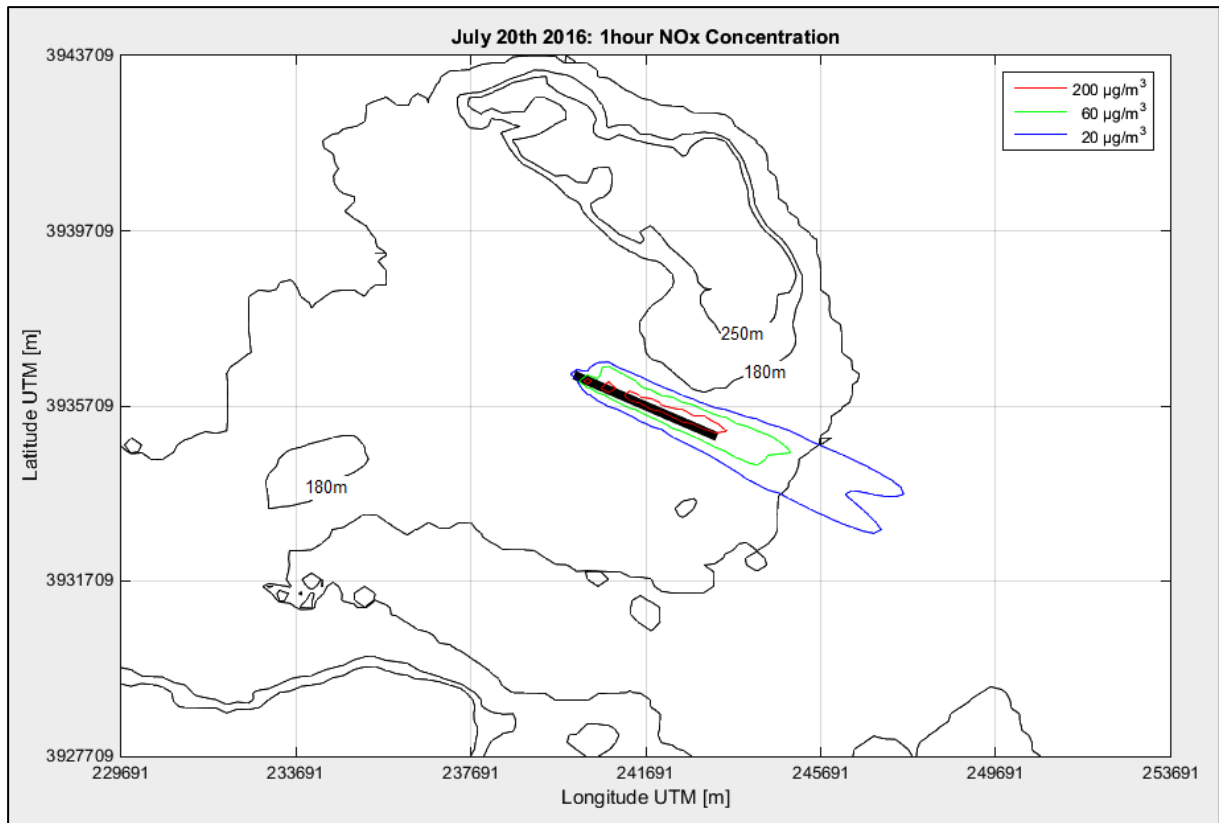 July 20th 2016: 1hour NOx Concentration
200 µg/m³
60 µg/m³
20 µg/m³
Latitude UTM [m]
3943709
3939709
3935709
3931709
3927709
250m
180m
180m
229691
233691
237691
241691
245691
249691
253691
Longitude UTM [m]